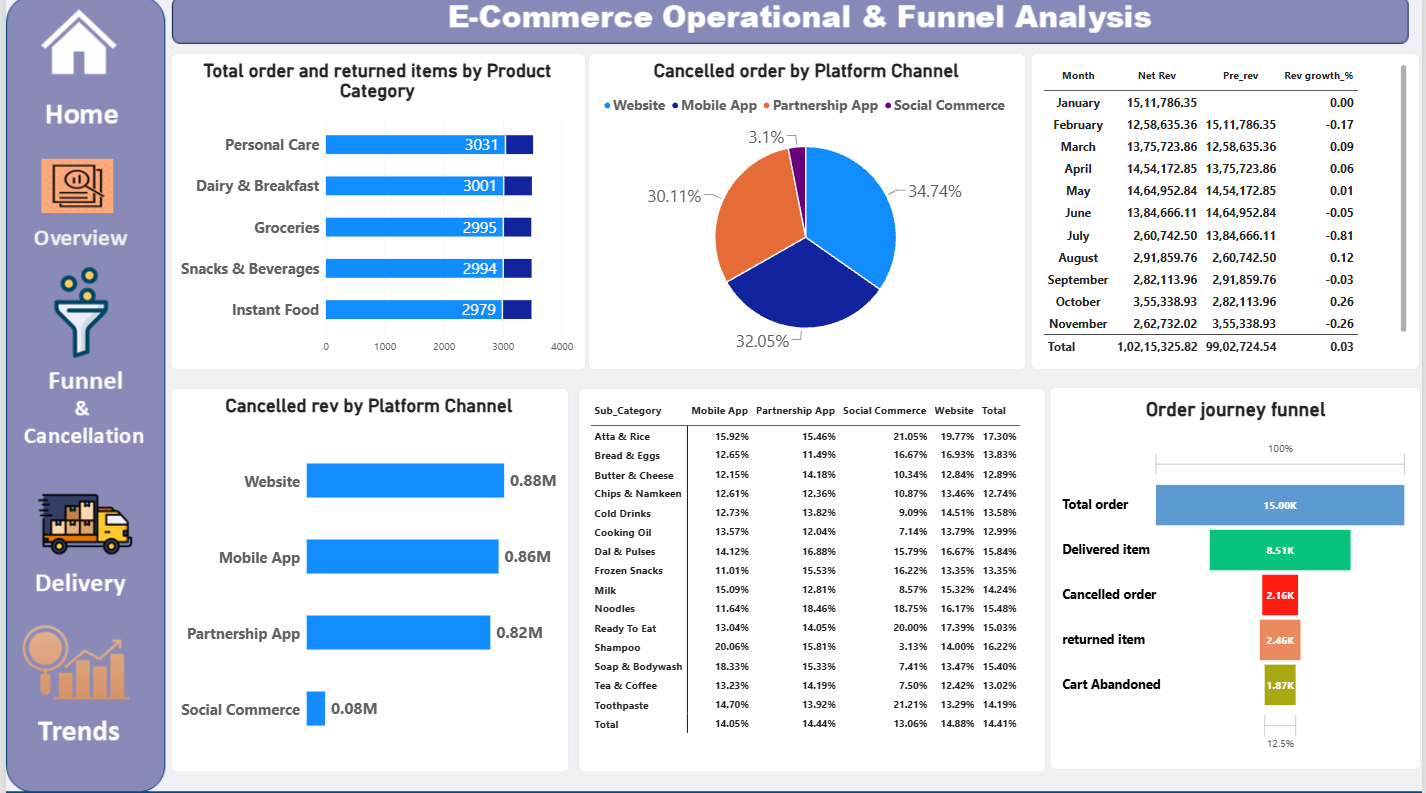 E-Commerce Operational & Funnel Analysis
Home
Overview
Funnel
&
Cancellation
Delivery
Trends
Total order and returned items by Product
Category
Personal Care 3031
Dairy & Breakfast 3001
Groceries 2995
Snacks & Beverages 2994
Instant Food 2979
0 1000 2000 3000 4000
Cancelled order by Platform Channel
Website Mobile App Partnership App Social Commerce
3.1%
30.11%
34.74%
32.05%
Month Net Rev Pre_rev Rev growth_%
January 15,11,786.35 0.00
February 12,58,635.36 15,11,786.35 -0.17
March 13,75,723.86 12,58,635.36 0.09
April 14,54,172.85 13,75,723.86 0.06
May 14,64,952.84 14,54,172.85 0.01
June 13,84,666.11 14,64,952.84 -0.05
July 2,60,742.50 13,84,666.11 -0.81
August 2,91,859.76 2,60,742.50 0.12
September 2,82,113.96 2,91,859.76 -0.03
October 3,55,338.93 2,82,113.96 0.26
November 2,62,732.02 3,55,338.93 -0.26
Total 1,02,15,325.82 99,02,724.54 0.03
Cancelled rev by Platform Channel
Website 0.88M
Mobile App 0.86M
Partnership App 0.82M
Social Commerce 0.08M
Sub_Category Mobile App Partnership App Social Commerce Website Total
Atta & Rice 15.92% 15.46% 21.05% 19.77% 17.30%
Bread & Eggs 12.65% 11.49% 16.67% 16.93% 13.83%
Butter & Cheese 12.15% 14.18% 10.34% 12.84% 12.89%
Chips & Namkeen 12.61% 12.36% 10.87% 13.46% 12.74%
Cold Drinks 12.73% 13.82% 9.09% 14.51% 13.58%
Cooking Oil 13.57% 12.04% 7.14% 13.79% 12.99%
Dal & Pulses 14.12% 16.88% 15.79% 16.67% 15.84%
Frozen Snacks 11.01% 15.53% 16.22% 13.35% 13.35%
Milk 15.09% 12.81% 8.57% 15.32% 14.24%
Noodles 11.64% 18.46% 18.75% 16.17% 15.48%
Ready To Eat 13.04% 14.05% 20.00% 17.39% 15.03%
Shampoo 20.06% 15.81% 3.13% 14.00% 16.22%
Soap & Bodywash 18.33% 15.33% 7.41% 13.47% 15.40%
Tea & Coffee 13.23% 14.19% 7.50% 12.42% 13.02%
Toothpaste 14.70% 13.92% 21.21% 13.29% 14.19%
Total 14.05% 14.44% 13.06% 14.88% 14.41%
Order journey funnel
100%
Total order 15.00K
Delivered item 8.51K
Cancelled order 2.16K
returned item 2.46K
Cart Abandoned 1.87K
12.5%